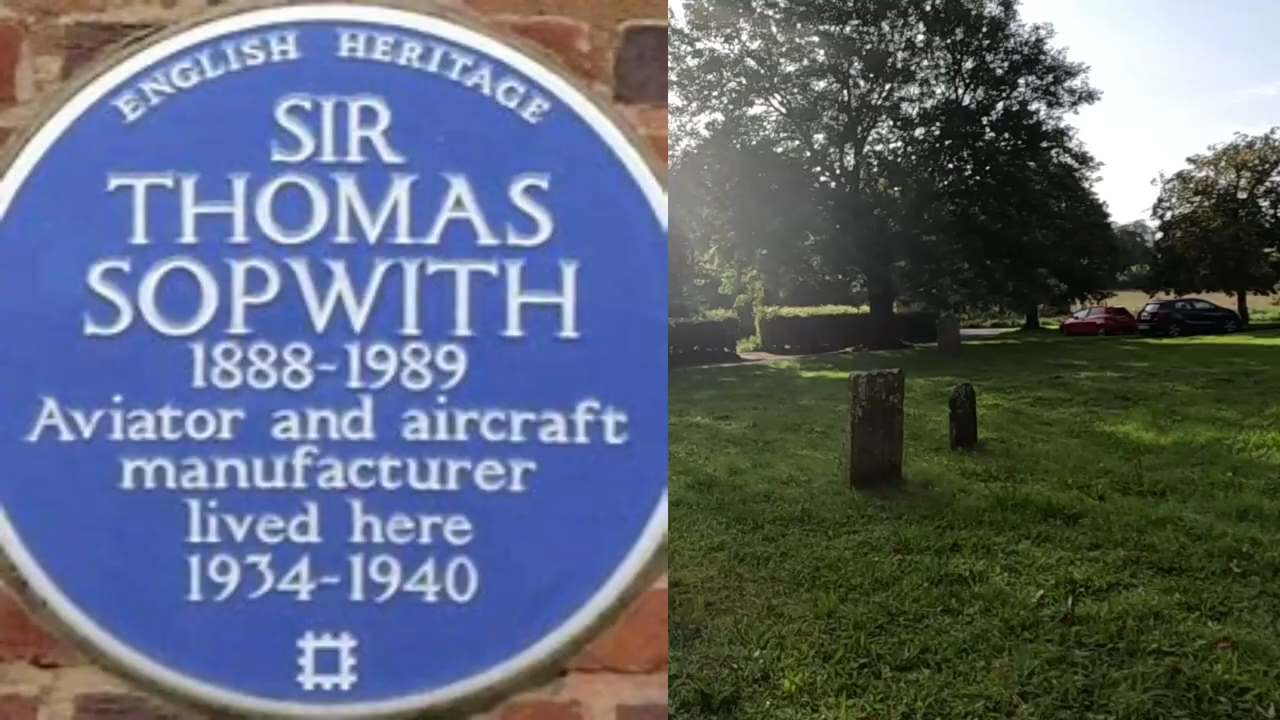 ENGLISH HERITAGE
SIR
THOMAS
SOPWITH
1888-1989
Aviator and aircraft
manufacturer
lived here
1934-1940